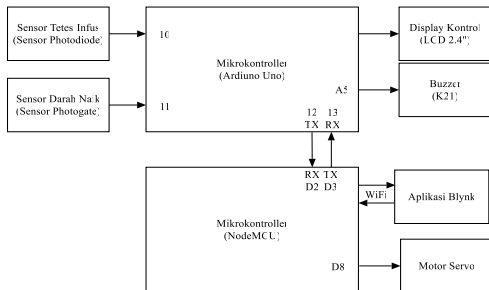 Sensor Tetes Infus
(Sensor Photodiode)
10
Mikrokontroller
(Ardiuno Uno)
Display Kontrol
(LCD 2.4")
Sensor Darah Naik
(Sensor Photogate)
11
A5
Buzzer
(K21)
12 13
TX RX
RX TX
D2 D3
WiFi
Aplikasi Blynk
Mikrokontroller
(NodeMCU)
D8
Motor Servo